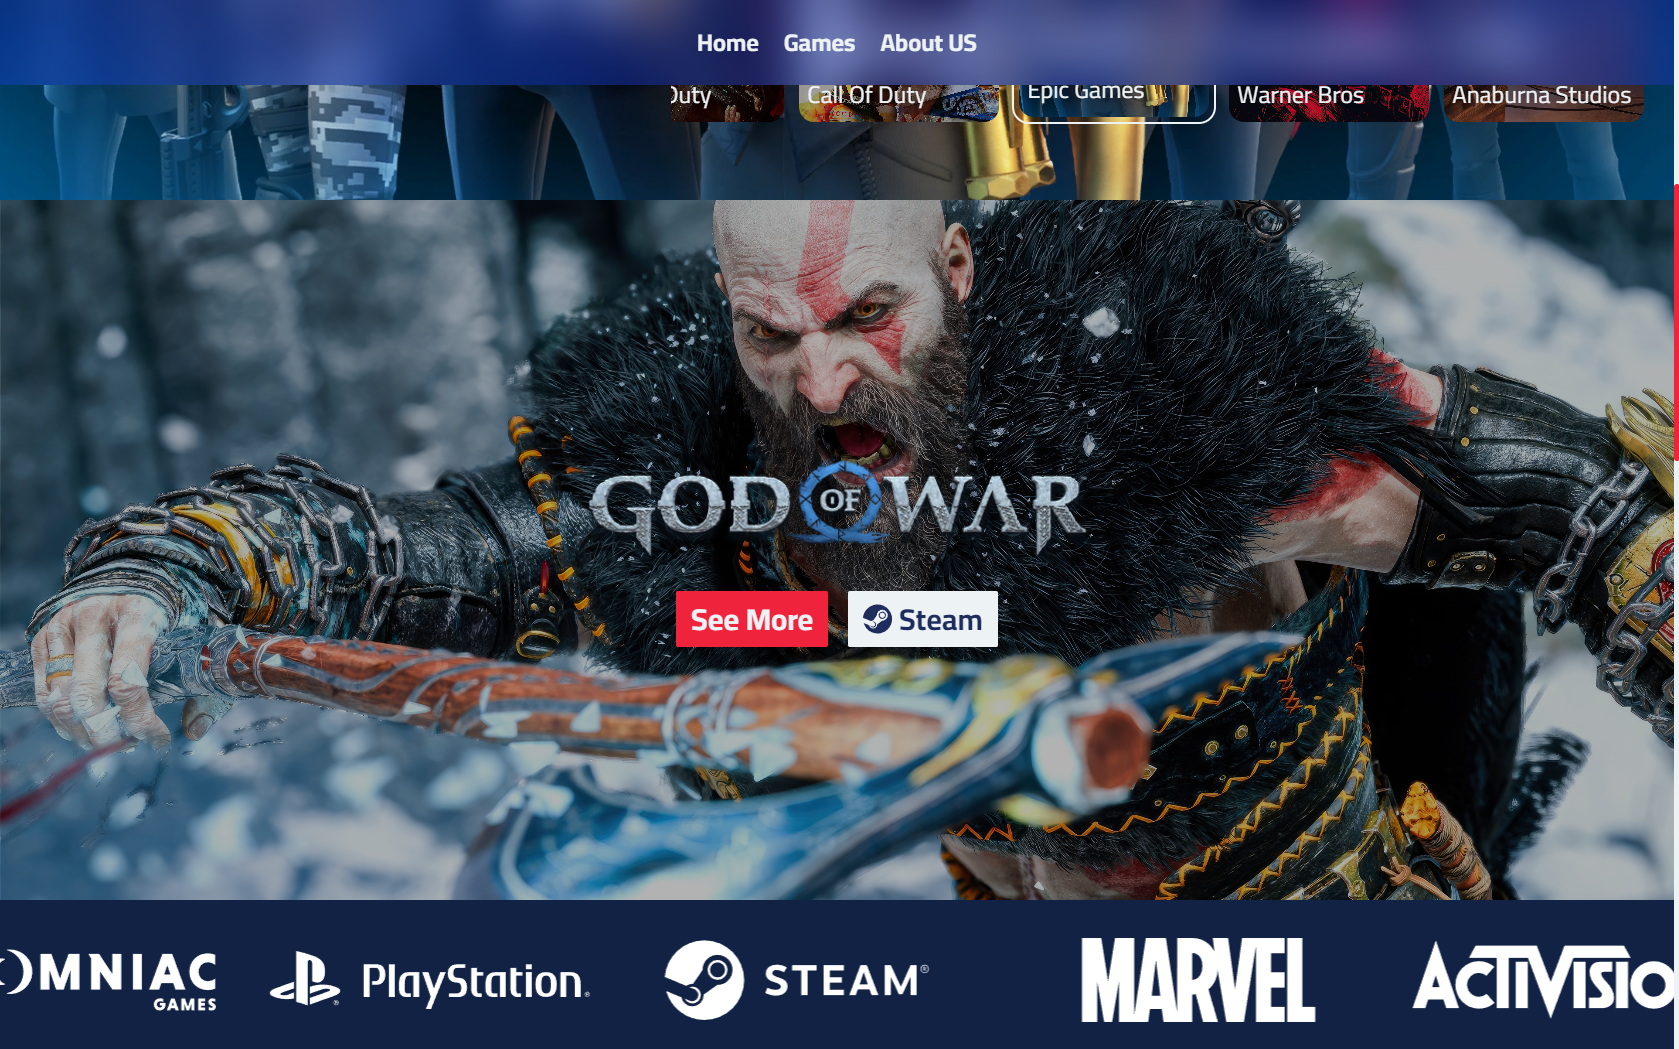 Home Games About US
Duty Call Of Duty Epic Games Warner Bros Anaburna Studios
GOD OF WAR
See More Steam
OMNIAC GAMES PlayStation STEAM® MARVEL ACTIVISIO